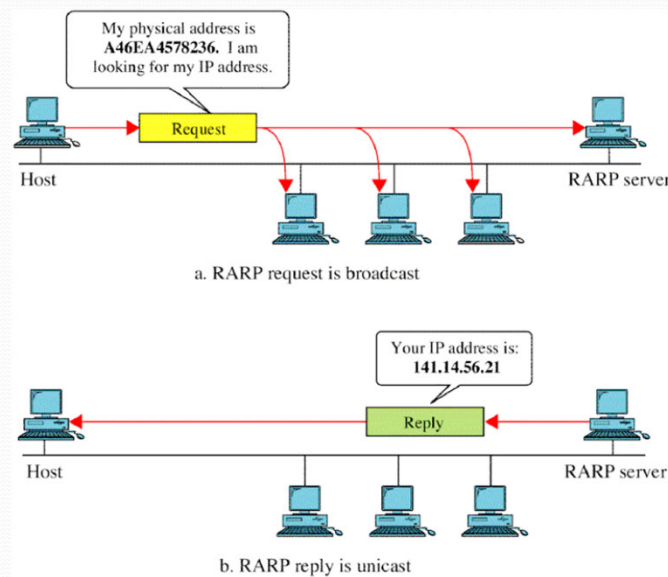 My physical address is
A46EA4578236. I am
looking for my IP address.
Request
Host
RARP server
a. RARP request is broadcast
Your IP address is:
141.14.56.21
Reply
Host
RARP server
b. RARP reply is unicast